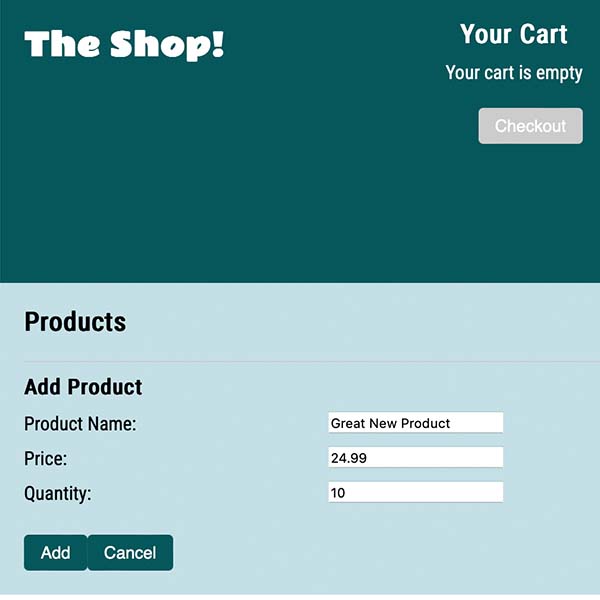 The Shop!
Your Cart
Your cart is empty
Checkout
Products
Add Product
Product Name: Great New Product
Price: 24.99
Quantity: 10
Add Cancel